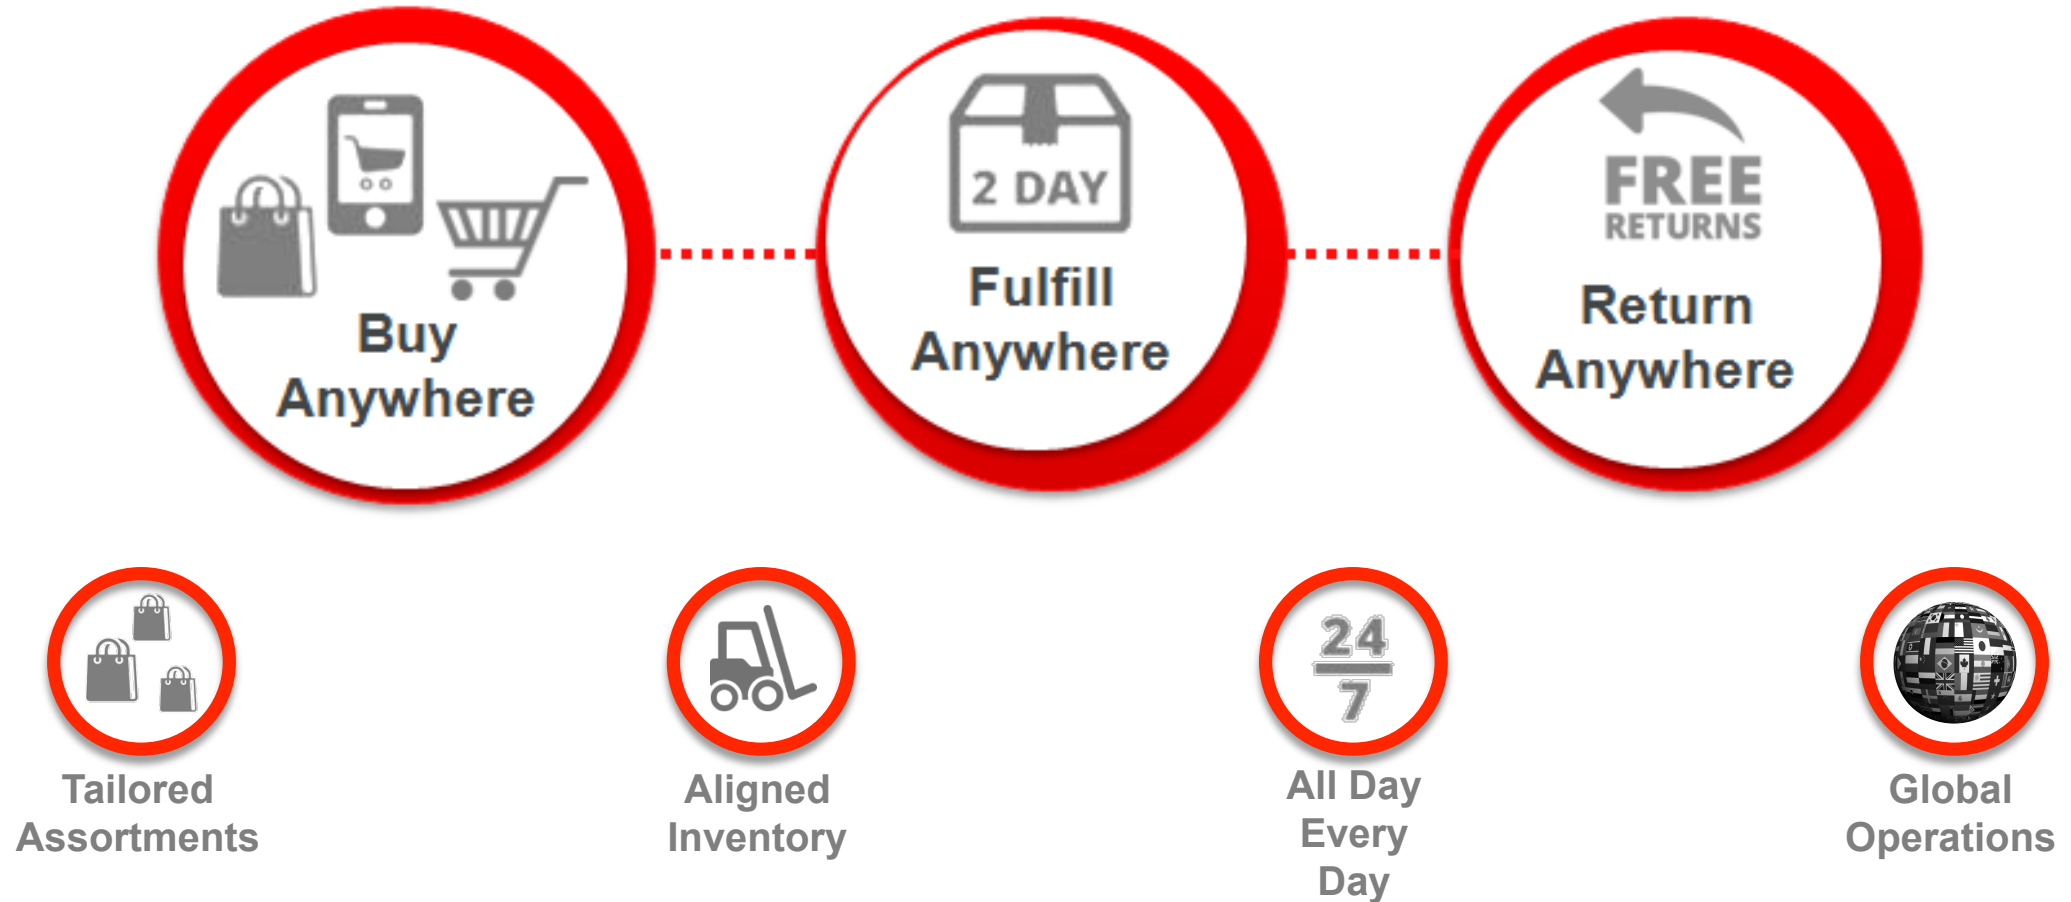 2 DAY
FREE
RETURNS
Buy
Anywhere
Fulfill
Anywhere
Return
Anywhere
24
7
Tailored
Assortments
Aligned
Inventory
All Day
Every
Day
Global
Operations